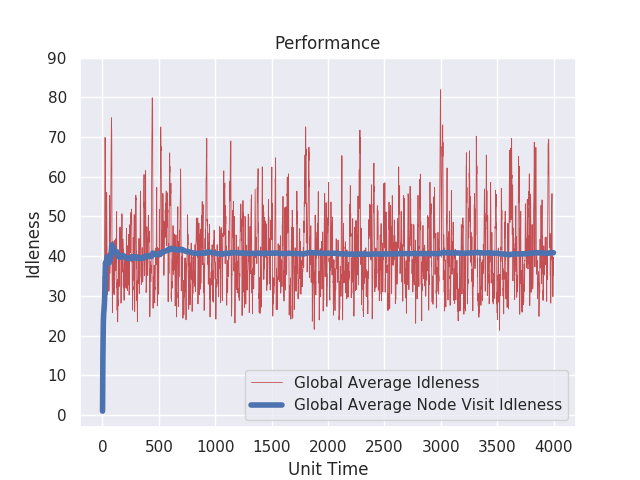 Performance
90
80
70
60
50
40
30
20
10
0
Idleness
Global Average Idleness
Global Average Node Visit Idleness
0 500 1000 1500 2000 2500 3000 3500 4000
Unit Time